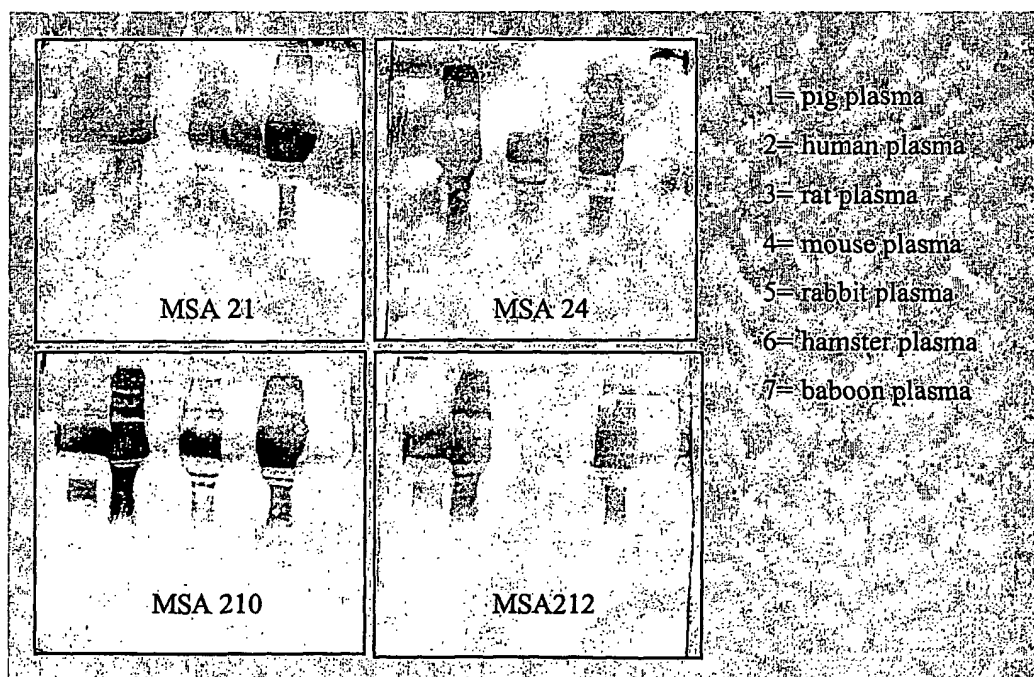 MSA 21
MSA 24
MSA 210
MSA212
1= pig plasma
2= human plasma
3= rat plasma
4= mouse plasma
5= rabbit plasma
6= hamster plasma
7= baboon plasma